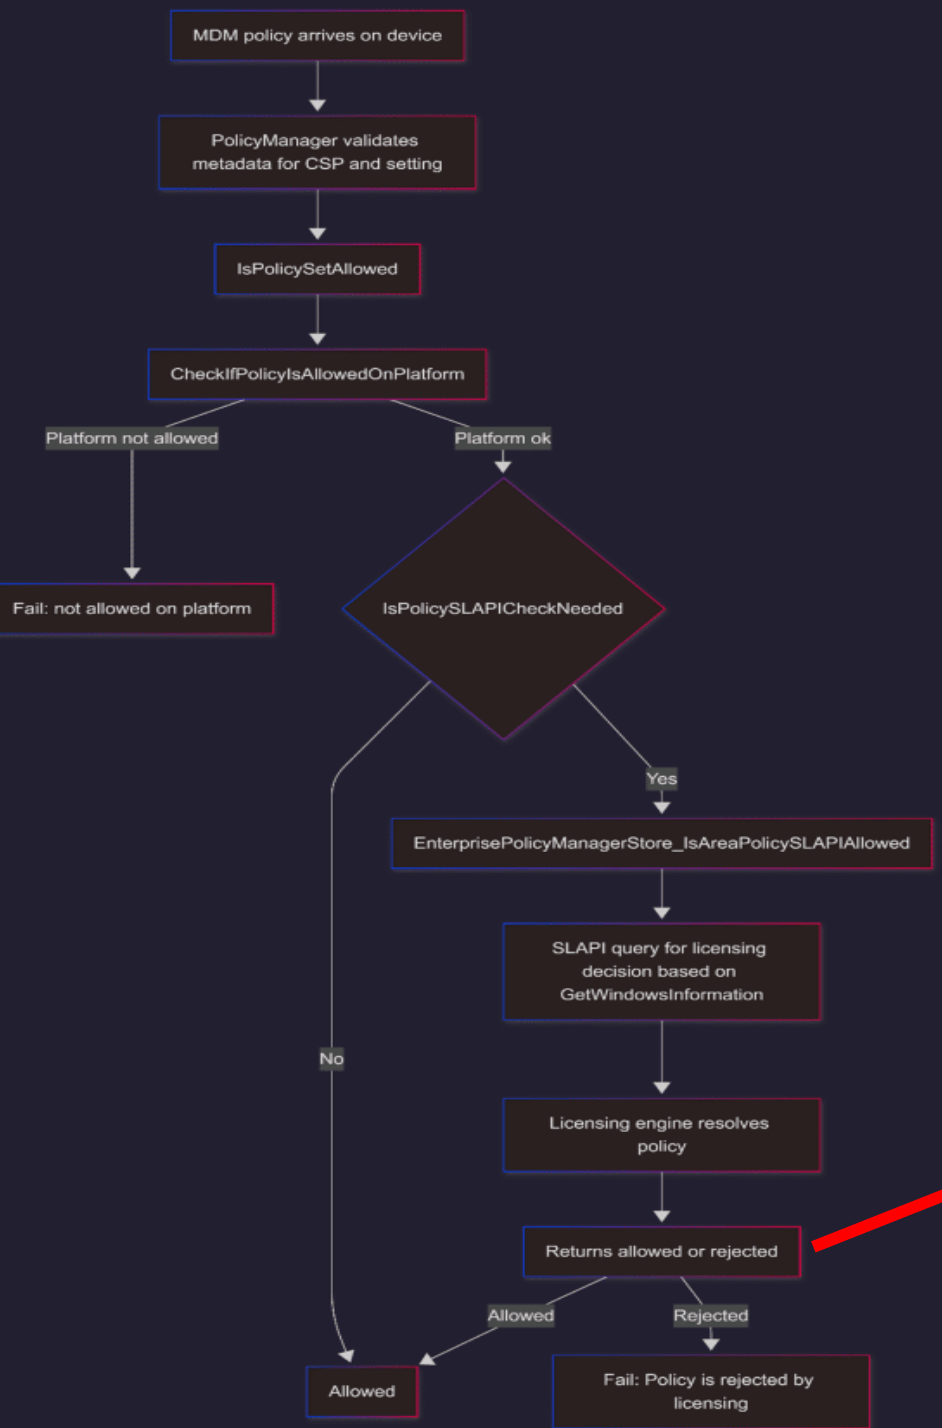 MDM policy arrives on device
PolicyManager validates
metadata for CSP and setting
IsPolicySetAllowed
CheckIfPolicyIsAllowedOnPlatform
Platform not allowed
Platform ok
Fail: not allowed on platform
IsPolicySLAPICheckNeeded
Yes
EnterprisePolicyManagerStore_IsAreaPolicySLAPIAllowed
SLAPI query for licensing
decision based on
GetWindowsInformation
No
Licensing engine resolves
policy
Returns allowed or rejected
Allowed
Rejected
Allowed
Fail: Policy is rejected by
licensing